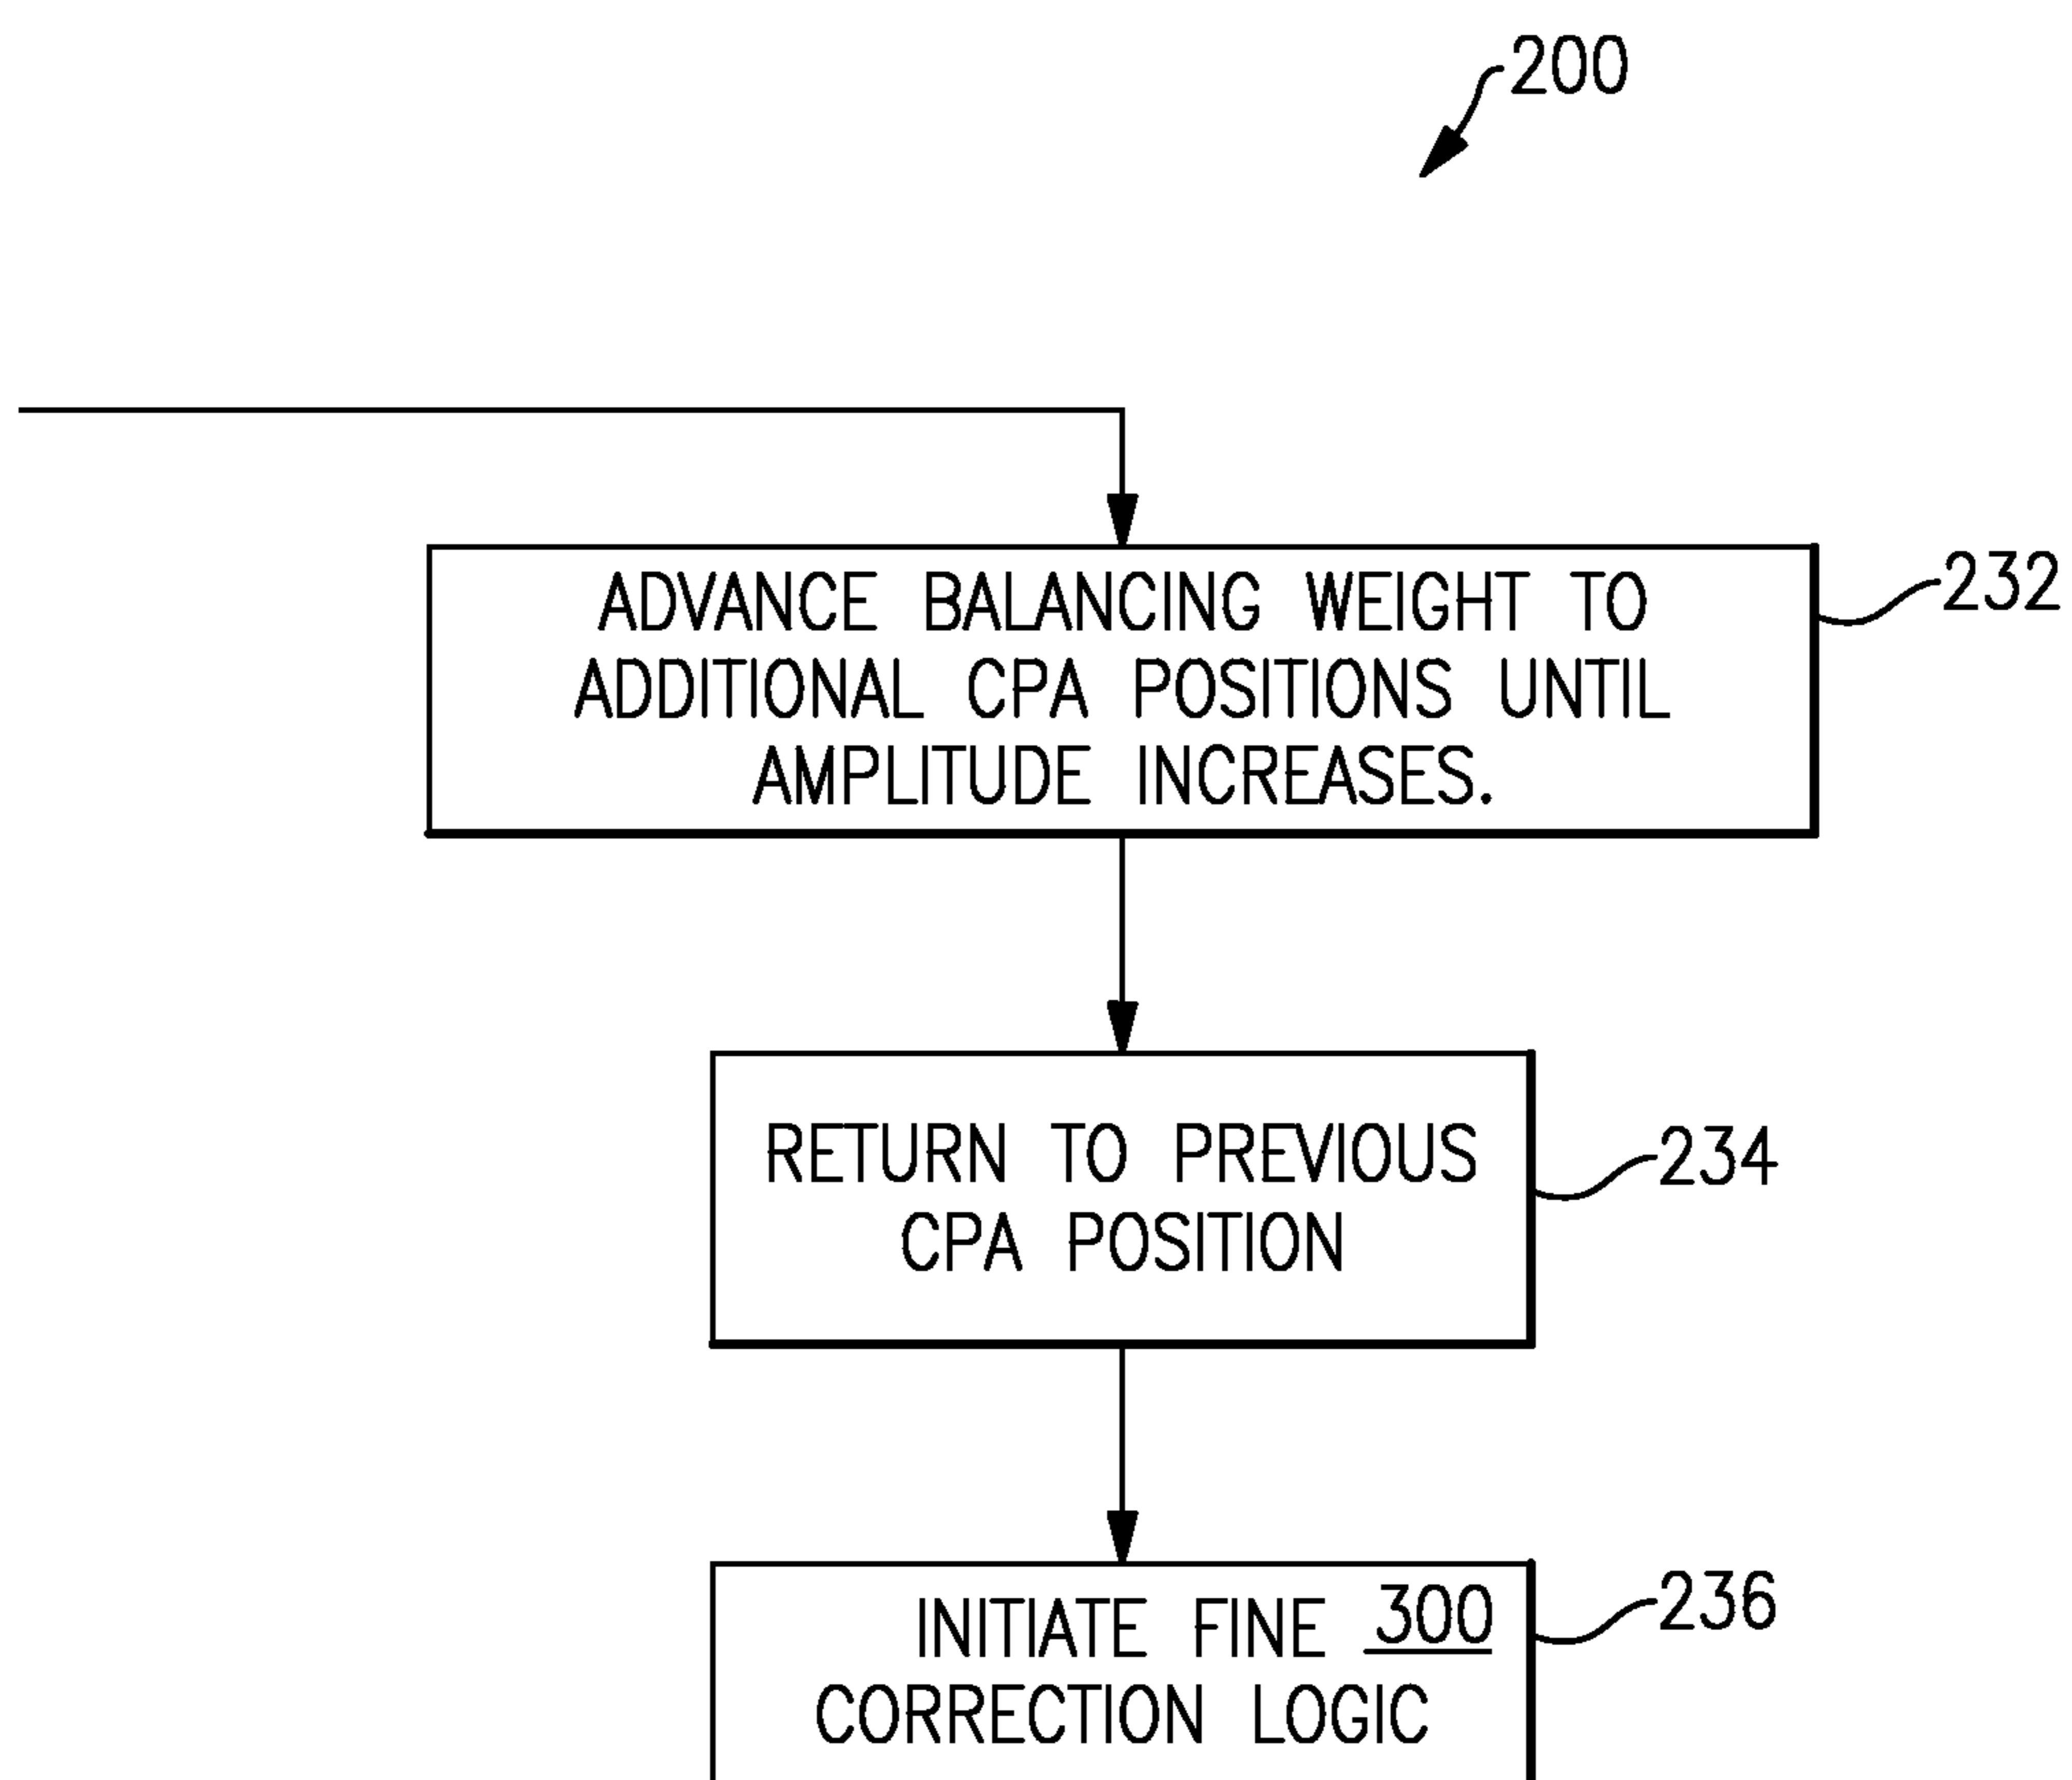 200
ADVANCE BALANCING WEIGHT TO
ADDITIONAL CPA POSITIONS UNTIL
AMPLITUDE INCREASES.
232
RETURN TO PREVIOUS
CPA POSITION
234
INITIATE FINE 300
CORRECTION LOGIC
236